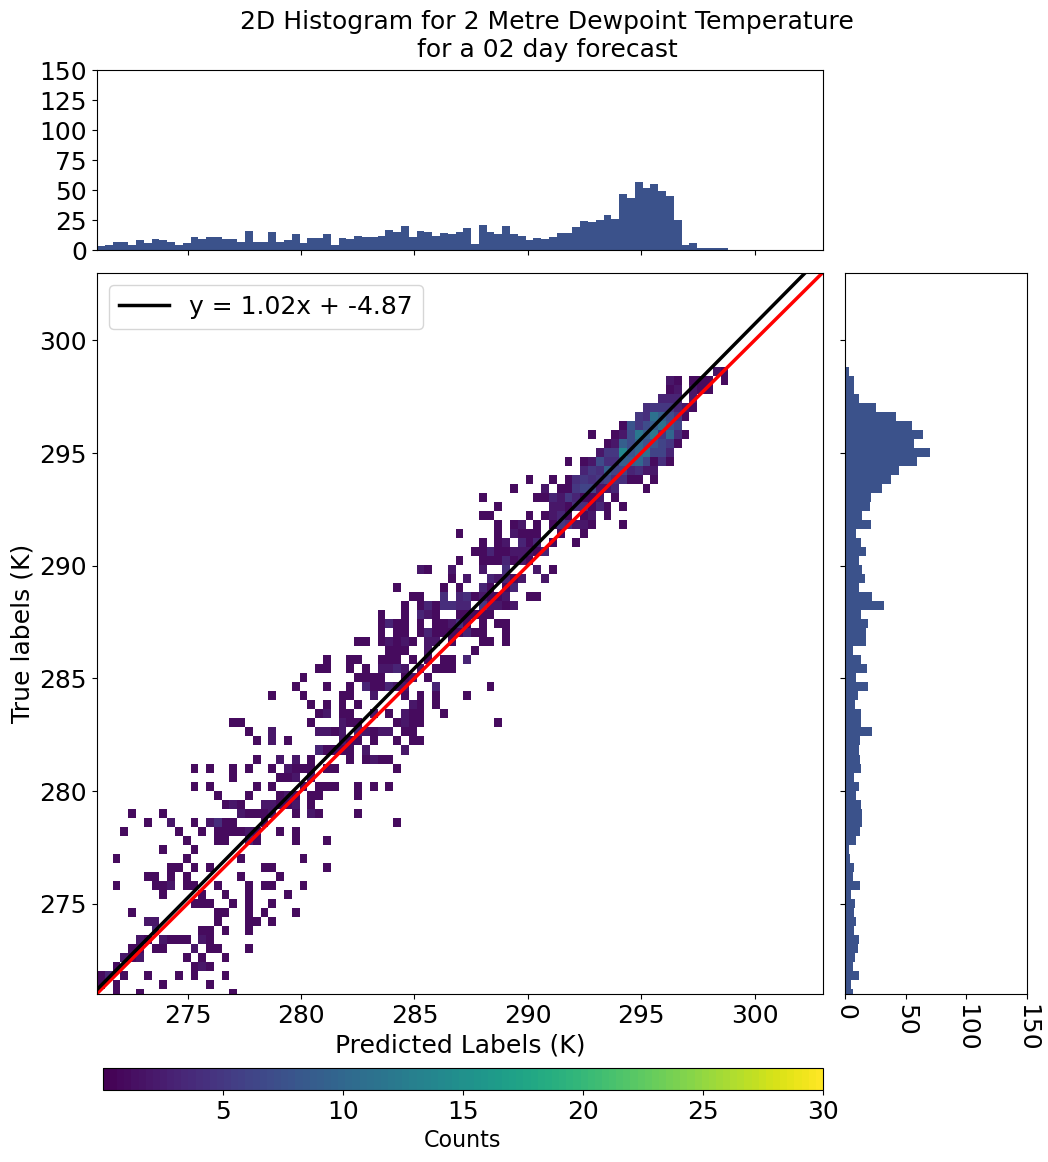 2D Histogram for 2 Metre Dewpoint Temperature
for a 02 day forecast
150
125
100
75
50
25
0
y = 1.02x + -4.87
300
295
290
285
280
275
True labels (K)
275 280 285 290 295 300
Predicted Labels (K)
0 50 100 150
5 10 15 20 25 30
Counts